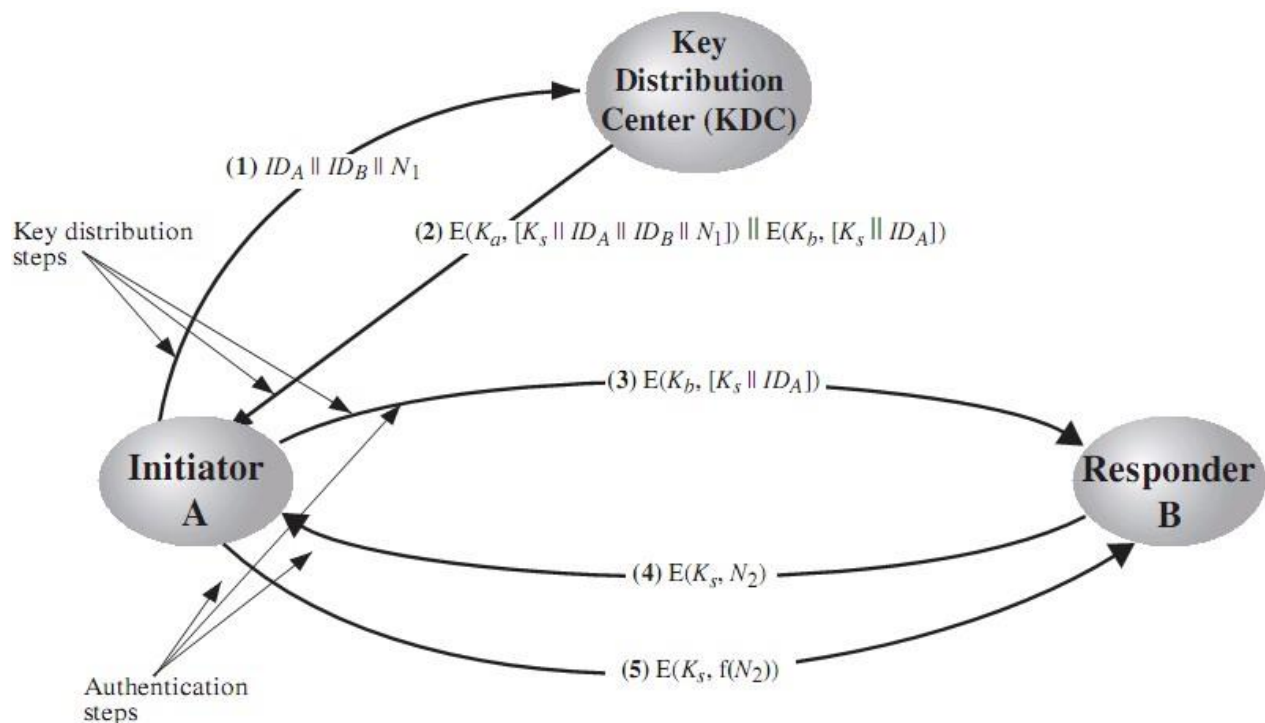 Key
Distribution
Center (KDC)
(1) ID_A || ID_B || N_1
Key distribution
steps
(2) E(K_a, [K_s || ID_A || ID_B || N_1]) || E(K_b, [K_s || ID_A])
(3) E(K_b, [K_s || ID_A])
Initiator
A
Responder
B
(4) E(K_s, N_2)
(5) E(K_s, f(N_2))
Authentication
steps